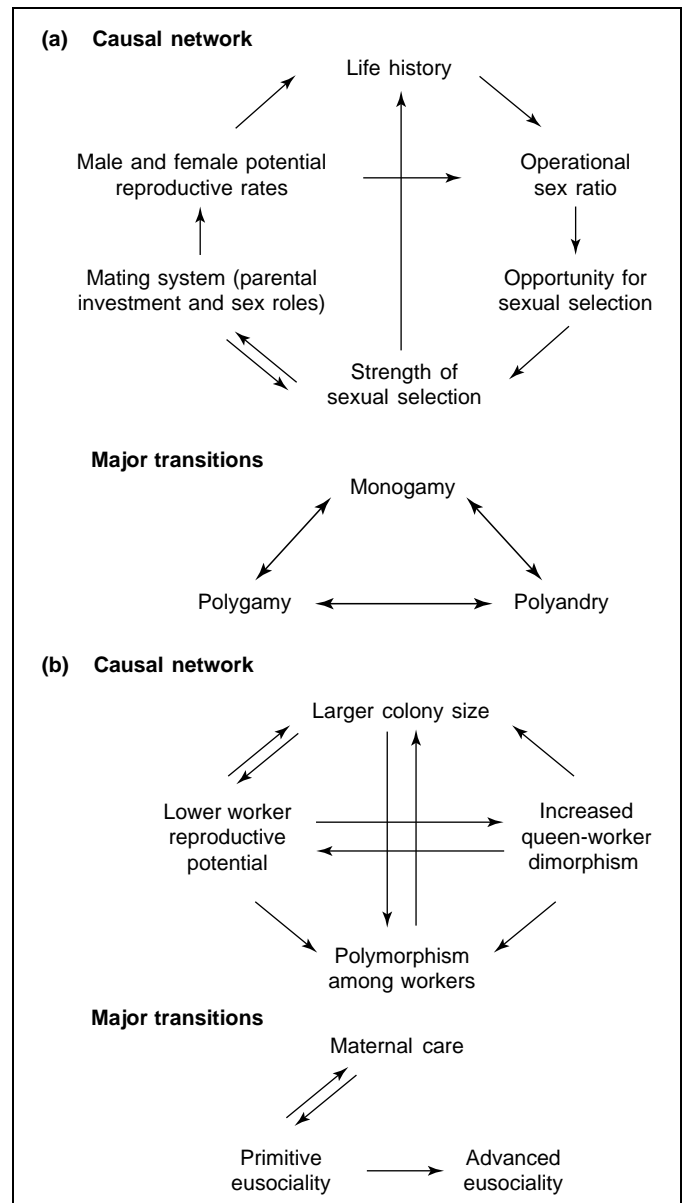 (a) Causal network
Life history
Male and female potential
reproductive rates
Operational
sex ratio
Mating system (parental
investment and sex roles)
Opportunity for
sexual selection
Strength of
sexual selection
Major transitions
Monogamy
Polygamy
Polyandry
(b) Causal network
Larger colony size
Lower worker
reproductive
potential
Increased
queen-worker
dimorphism
Polymorphism
among workers
Major transitions
Maternal care
Primitive
eusociality
Advanced
eusociality